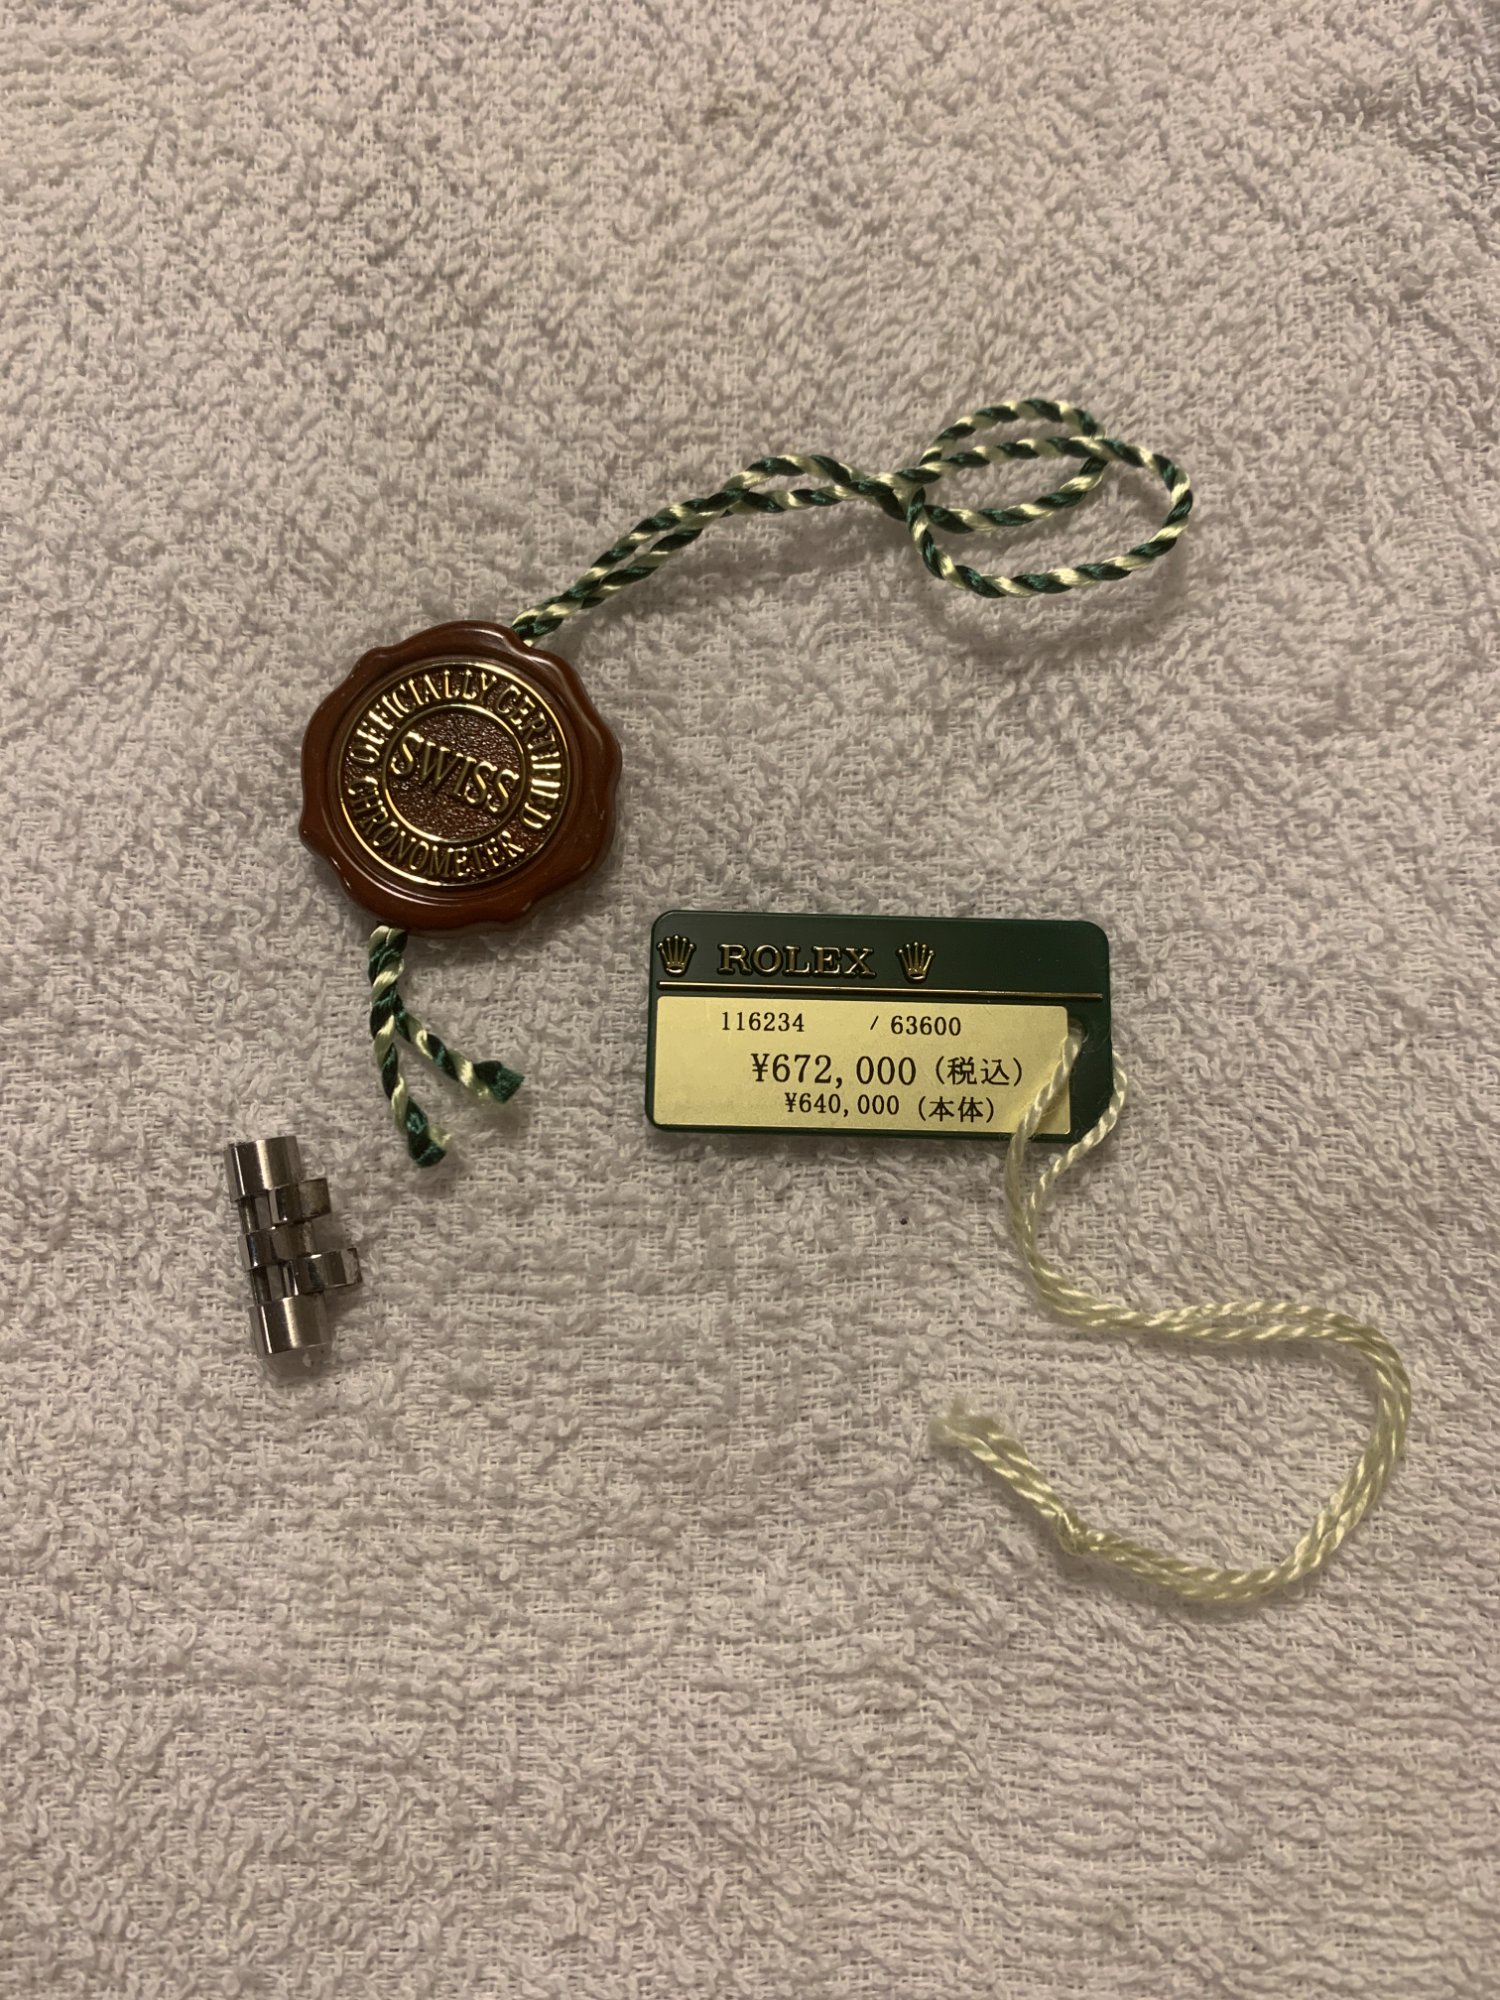 OFFICIALLY CERTIFIED
SWISS
CHRONOMETER
ROLEX
116234 / 63600
¥672,000 (税込)
¥640,000 (本体)